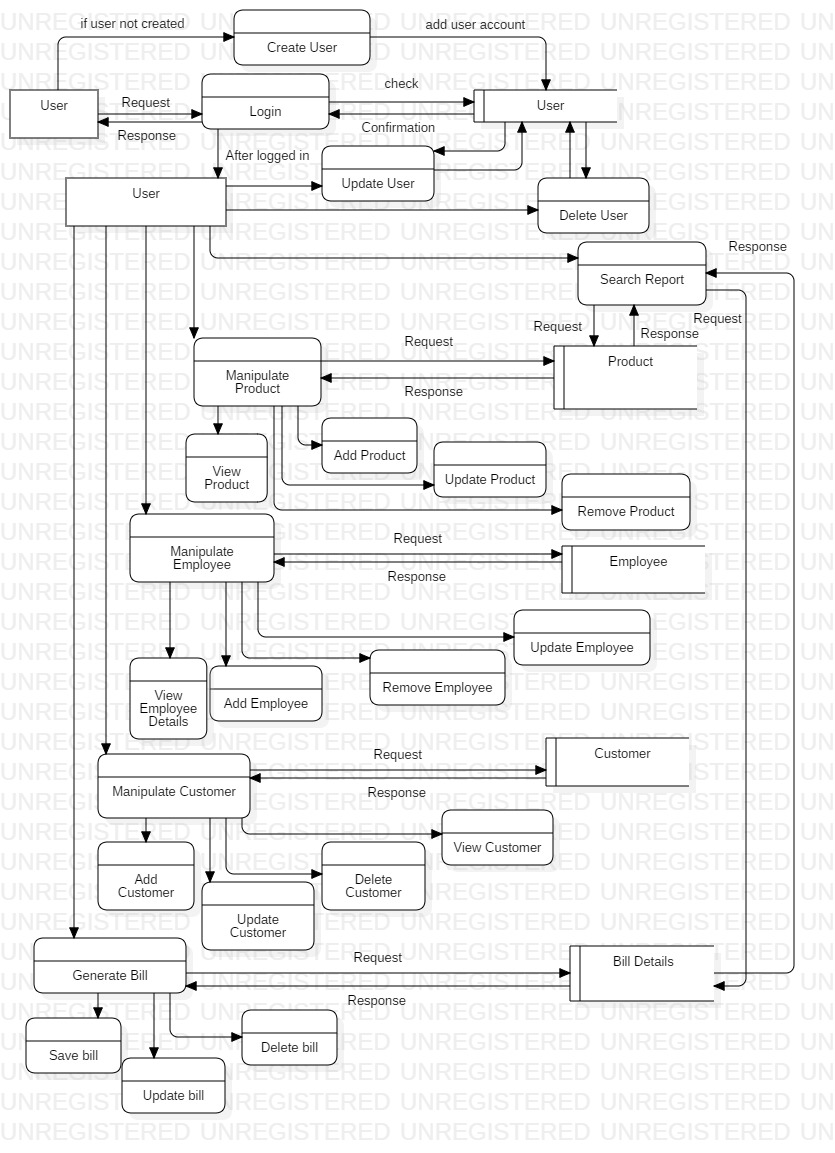 if user not created
add user account
Create User
User
Request
Response
Login
check
Confirmation
User
After logged in
Update User
User
Delete User
Response
Search Report
Request
Response
Request
Product
Manipulate
Product
Request
Response
View
Product
Add Product
Update Product
Remove Product
Manipulate
Employee
Request
Response
Employee
Update Employee
Remove Employee
View
Employee
Details
Add Employee
Manipulate Customer
Request
Response
Customer
View Customer
Add
Customer
Delete
Customer
Update
Customer
Generate Bill
Request
Response
Bill Details
Save bill
Delete bill
Update bill
UNREGISTERED